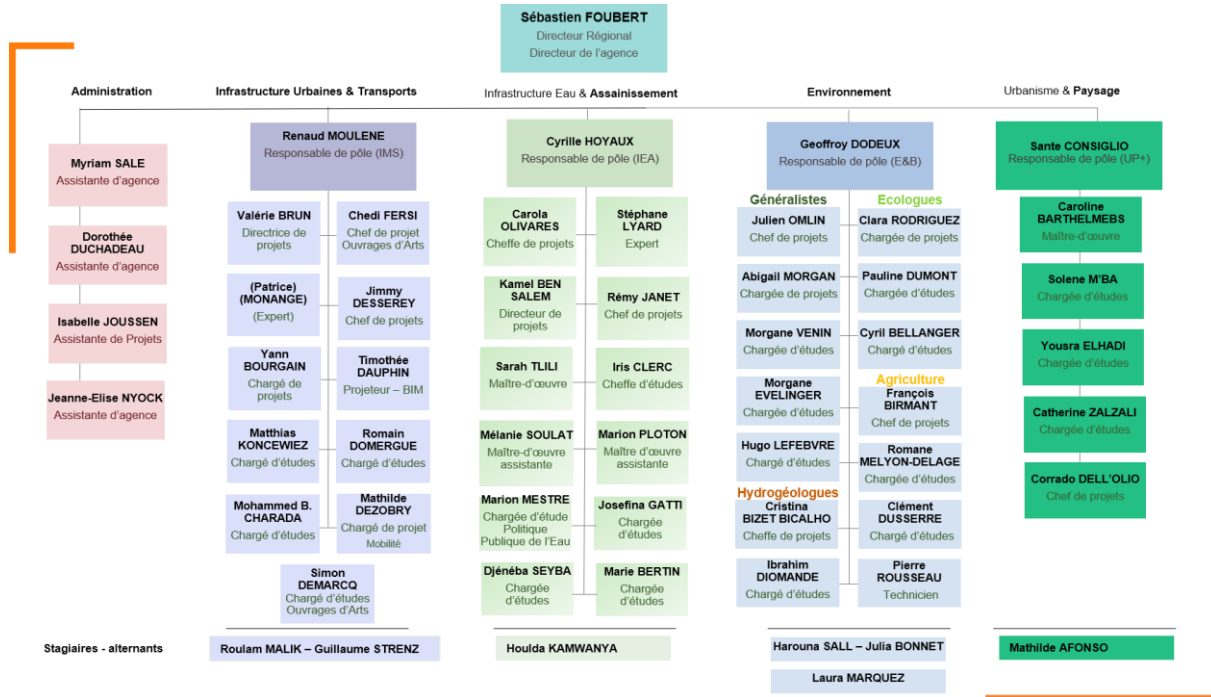 Sébastien FOUBERT
Directeur Régional
Directeur de l'agence
Administration
Myriam SALE
Assistante d'agence
Dorothée
DUCHADEAU
Assistante d'agence
Isabelle JOUSSEN
Assistante de Projets
Jeanne-Elise NYOCK
Assistante d'agence
Infrastructure Urbaines & Transports
Renaud MOULENE
Responsable de pôle (IMS)
Valérie BRUN
Directrice de
projets
Chedi FERSI
Chef de projet
Ouvrages d'Arts
(Patrice)
(MONANGE)
(Expert)
Jimmy
DESSEREY
Chef de projets
Yann
BOURGAIN
Chargé de
projets
Timothée
DAUPHIN
Projeteur – BIM
Matthias
KONCEWIEZ
Chargé d'études
Romain
DOMERGUE
Chargé d'études
Mohammed B.
CHARADA
Chargé d'études
Mathilde
DEZOBRY
Chargé de projet
Mobilité
Simon
DEMARCQ
Chargé d'études
Ouvrages d'Arts
Infrastructure Eau & Assainissement
Cyrille HOYAUX
Responsable de pôle (IEA)
Carola
OLIVARES
Cheffe de projets
Stéphane
LYARD
Expert
Kamel BEN
SALEM
Directeur de
projets
Rémy JANET
Chef de projets
Sarah TLILI
Maître-d'œuvre
Iris CLERC
Cheffe d'études
Mélanie SOULAT
Maître-d'œuvre
assistante
Marion PLOTON
Maître d'œuvre
assistante
Marion MESTRE
Chargée d'étude
Politique
Publique de l'Eau
Josefina GATTI
Chargée
d'études
Djénéba SEYBA
Chargée
d'études
Marie BERTIN
Chargée
d'études
Environnement
Geoffroy DODEUX
Responsable de pôle (E&B)
Généralistes
Julien OMLIN
Chef de projets
Abigail MORGAN
Chargée de projets
Morgane VENIN
Chargée d'études
Morgane
EVELINGER
Chargée d'études
Hugo LEFEBVRE
Chargé d'études
Hydrogéologues
Cristina
BIZET BICALHO
Cheffe de projets
Ibrahim
DIOMANDE
Chargé d'études
Ecologues
Clara RODRIGUEZ
Chargée de projets
Pauline DUMONT
Chargée d'études
Cyril BELLANGER
Chargé d'études
Agriculture
François
BIRMANT
Chef de projets
Romane
MELYON-DELAGE
Chargée d'études
Clément
DUSSERRE
Chargé d'études
Pierre
ROUSSEAU
Technicien
Urbanisme & Paysage
Sante CONSIGLIO
Responsable de pôle (UP+)
Caroline
BARTHELMEBS
Maître-d'œuvre
Solene M'BA
Chargée d'études
Yousra ELHADI
Chargée d'études
Catherine ZALZALI
Chargée d'études
Corrado DELL'OLIO
Chef de projets
Stagiaires - alternants
Roulam MALIK – Guillaume STRENZ
Houlda KAMWANYA
Harouna SALL – Julia BONNET
Laura MARQUEZ
Mathilde AFONSO